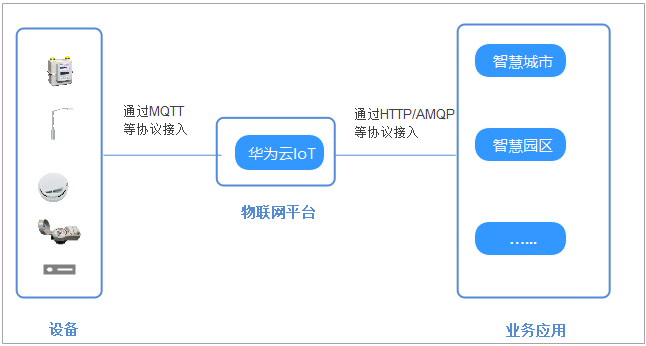 通过MQTT
等协议接入
通过HTTP/AMQP
等协议接入
华为云IoT
物联网平台
智慧城市
智慧园区
......
设备
业务应用